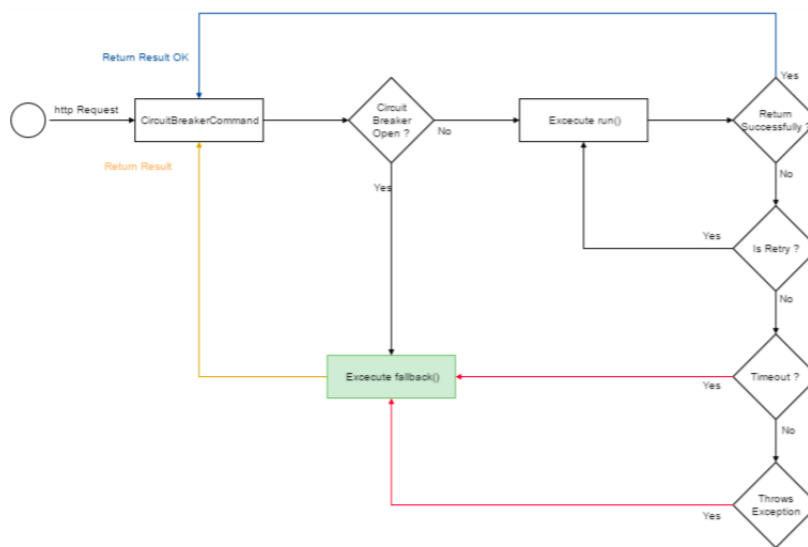 Return Result OK
Yes
http Request
CircuitBreakerCommand
Circuit
Breaker
Open ?
No
Excecute run()
Return
Successfully ?
Return Result
Yes
No
Yes
Is Retry ?
No
Excecute fallback()
Timeout ?
Yes
No
Throws
Exception
Yes